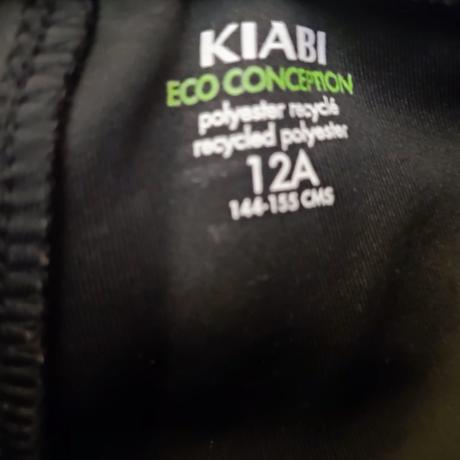 KIABI
ECO CONCEPTION
polyester recyclé
recycled polyester
12A
144-155 CMS